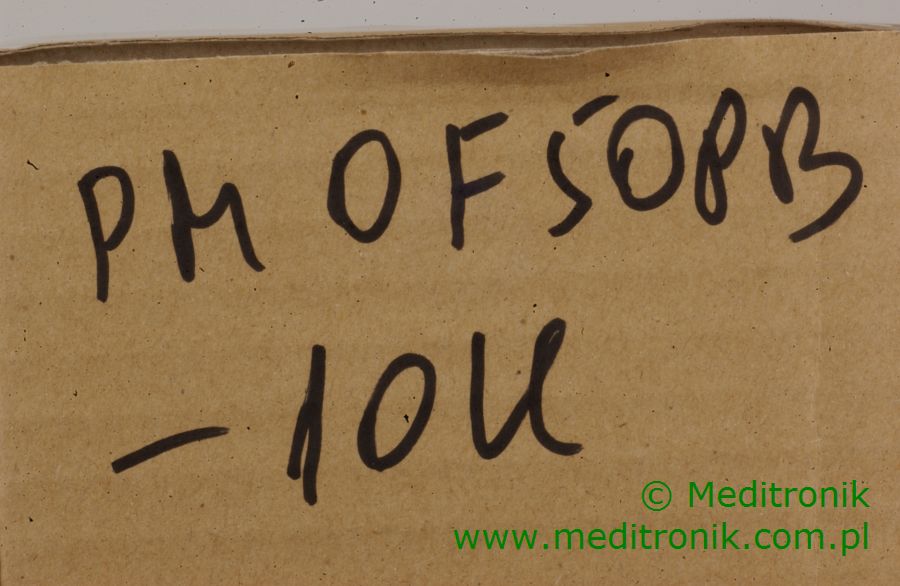 PM OF50PB
-10K
© Meditronik
www.meditronik.com.pl